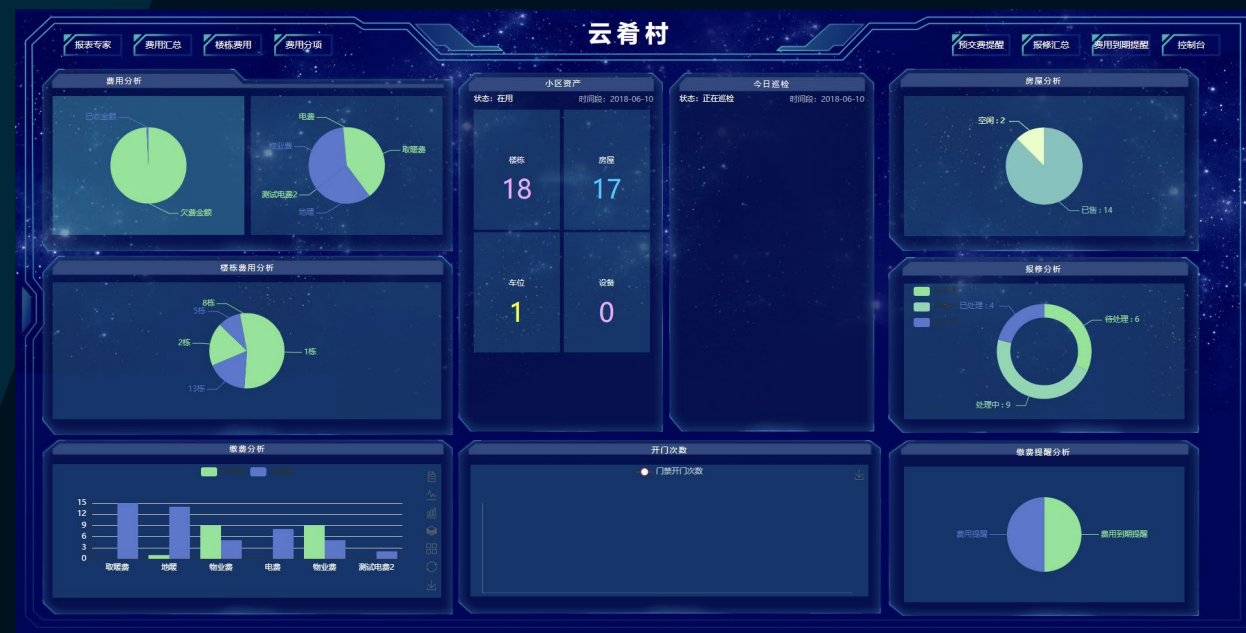 云肴村
报表专家
费用汇总
楼栋费用
费用分项
预交费提醒
报修汇总
费用到期提醒
控制台
费用分析
已收金额
欠费金额
电费
取暖费
物业费
测试电费2
地暖
楼栋费用分析
8栋
5栋
2栋
1栋
13栋
缴费分析
15
12
9
6
3
0
取暖费
地暖
物业费
电费
物业费
测试电费2
小区资产
状态：在用
时间段：2018-06-10
楼栋
18
房屋
17
车位
1
设备
0
今日巡检
状态：正在巡检
时间段：2018-06-10
开门次数
门禁开门次数
房屋分析
空闲：2
已售：14
报修分析
已处理：4
待处理：6
处理中：9
缴费提醒分析
费用提醒
费用到期提醒